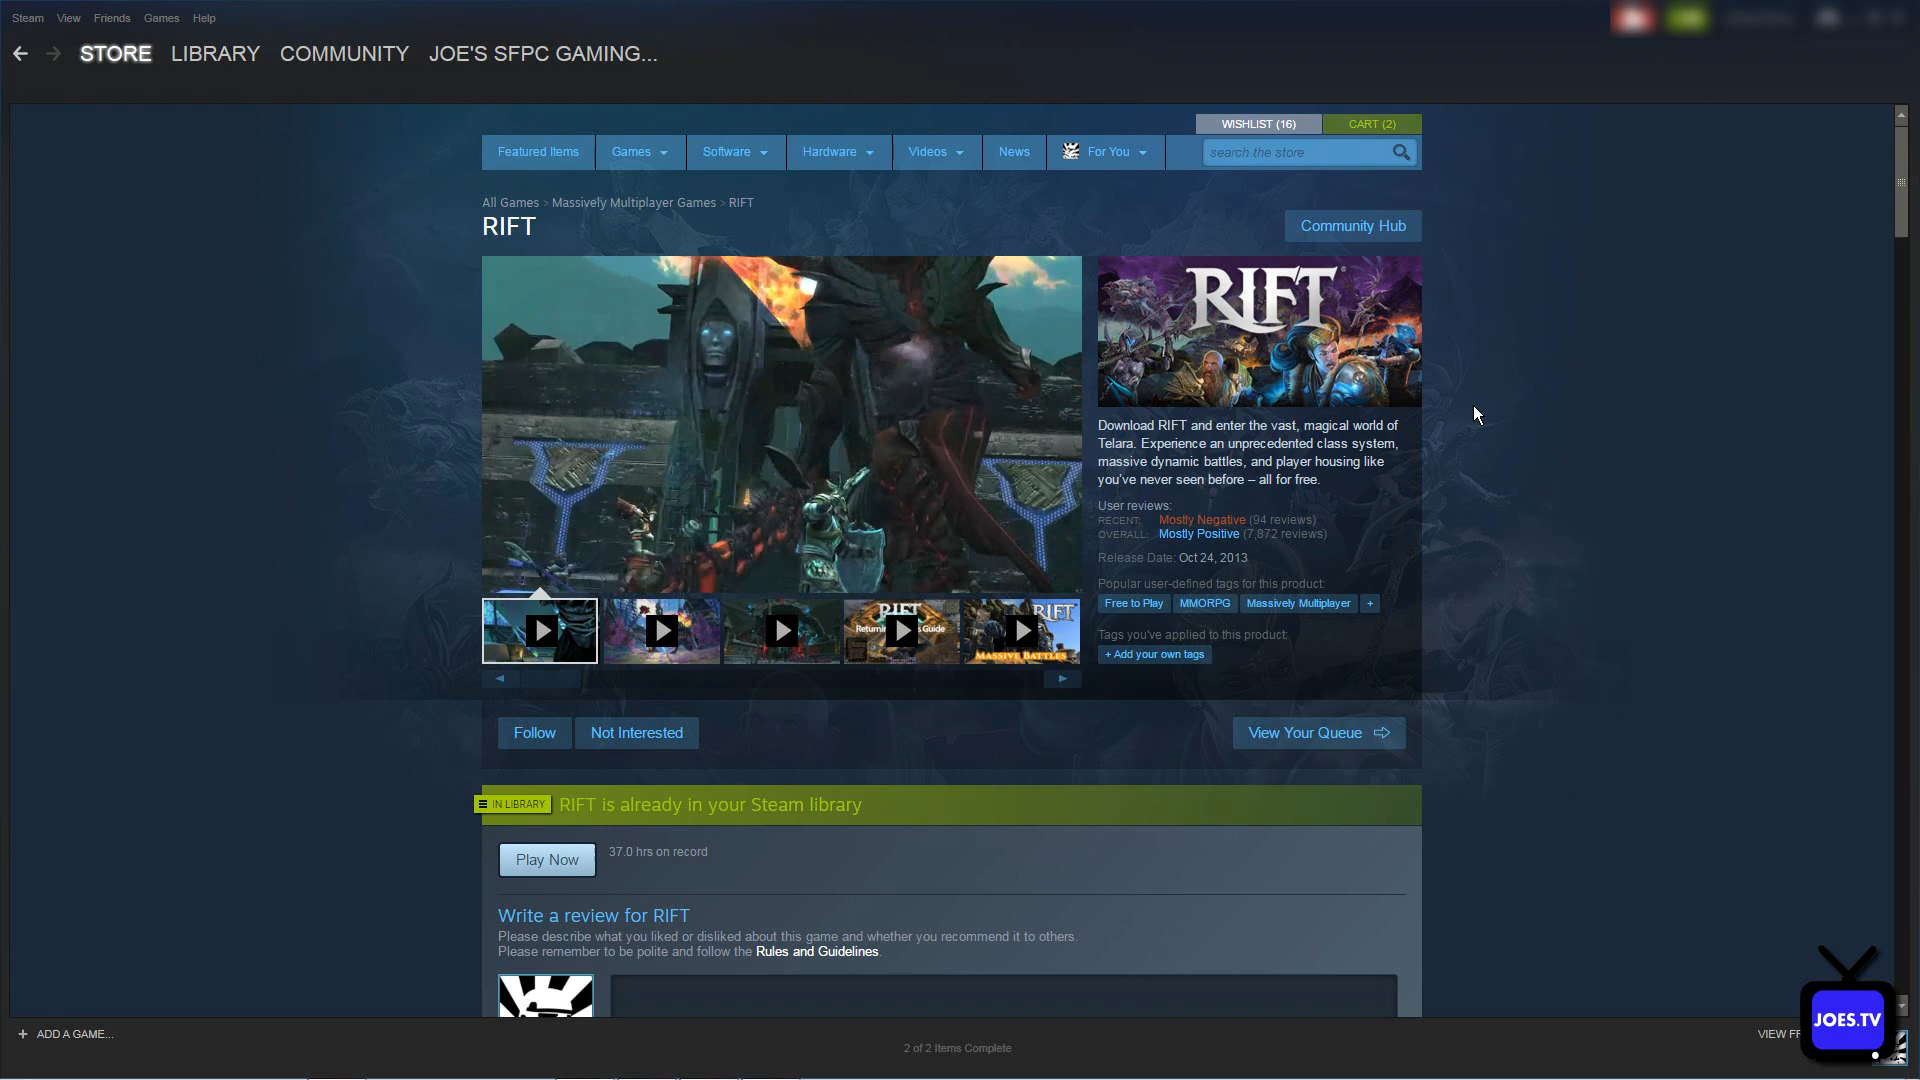 Steam View Friends Games Help
STORE LIBRARY COMMUNITY JOE'S SFPC GAMING...
WISHLIST (16) CART (2)
Featured Items Games Software Hardware Videos News For You search the store
All Games > Massively Multiplayer Games > RIFT
RIFT
Community Hub
RIFT
Download RIFT and enter the vast, magical world of
Telara. Experience an unprecedented class system,
massive dynamic battles, and player housing like
you've never seen before – all for free.
User reviews:
RECENT: Mostly Negative (94 reviews)
OVERALL: Mostly Positive (7,872 reviews)
Release Date: Oct 24, 2013
Popular user-defined tags for this product:
Free to Play MMORPG Massively Multiplayer +
Tags you've applied to this product:
+ Add your own tags
RIFT
Guide
RIFT
MASSIVE BATTLES
Follow Not Interested View Your Queue
IN LIBRARY RIFT is already in your Steam library
Play Now 37.0 hrs on record
Write a review for RIFT
Please describe what you liked or disliked about this game and whether you recommend it to others.
Please remember to be polite and follow the Rules and Guidelines.
+ ADD A GAME...
2 of 2 Items Complete
VIEW
JOES.TV